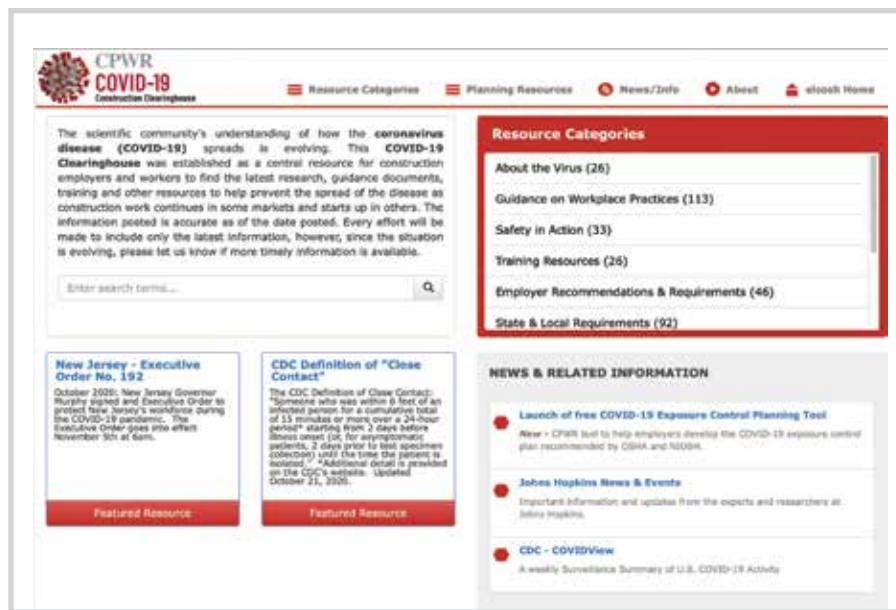 CPWR
COVID-19
Construction Clearinghouse
Resource Categories
Planning Resources
News/Info
About
elcosh Home
The scientific community's understanding of how the coronavirus
disease (COVID-19) spreads is evolving. This COVID-19
Clearinghouse was established as a central resource for construction
employers and workers to find the latest research, guidance documents,
training and other resources to help prevent the spread of the disease as
construction work continues in some markets and starts up in others. The
information posted is accurate as of the date posted. Every effort will be
made to include only the latest information, however, since the situation
is evolving, please let us know if more timely information is available.
Enter search terms...
Resource Categories
About the Virus (26)
Guidance on Workplace Practices (113)
Safety in Action (33)
Training Resources (26)
Employer Recommendations & Requirements (46)
State & Local Requirements (92)
New Jersey - Executive
Order No. 192
October 2020: New Jersey Governor
Murphy signed and Executive Order to
protect New Jersey's workforce during
the COVID-19 pandemic. The
Executive Order goes into effect
November 5th at 6am.
Featured Resource
CDC Definition of "Close
Contact"
The CDC Definition of Close Contact:
"Someone who was within 6 feet of an
infected person for a cumulative total
of 15 minutes or more over a 24-hour
period* starting from 2 days before
illness onset (or, for asymptomatic
patients, 2 days prior to test specimen
collection) until the time the patient is
isolated." *Additional detail is provided
on the CDC's website. Updated
October 21, 2020.
Featured Resource
NEWS & RELATED INFORMATION
Launch of free COVID-19 Exposure Control Planning Tool
New - CPWR tool to help employers develop the COVID-19 exposure control
plan recommended by OSHA and NIOSH.
Johns Hopkins News & Events
Important information and updates from the experts and researchers at
Johns Hopkins.
CDC - COVIDView
A weekly Surveillance Summary of U.S. COVID-19 Activity